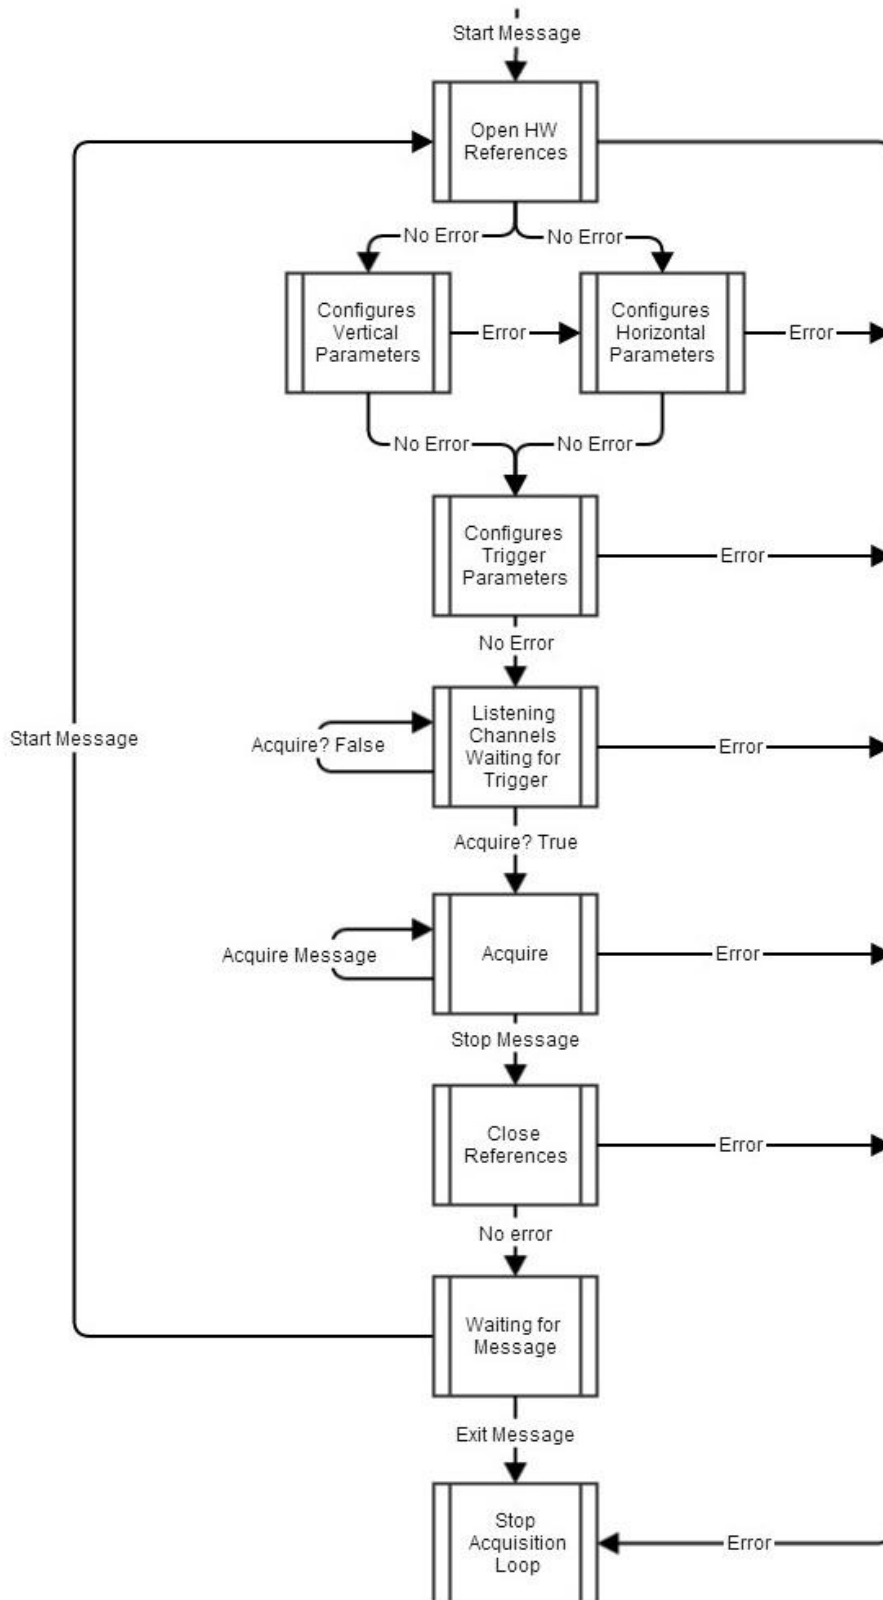 Start Message
Open HW
References
No Error
No Error
Configures
Vertical
Parameters
Error
Configures
Horizontal
Parameters
Error
No Error
No Error
Configures
Trigger
Parameters
Error
No Error
Start Message
Acquire? False
Listening
Channels
Waiting for
Trigger
Error
Acquire? True
Acquire Message
Acquire
Error
Stop Message
Close
References
Error
No error
Waiting for
Message
Exit Message
Stop
Acquisition
Loop
Error